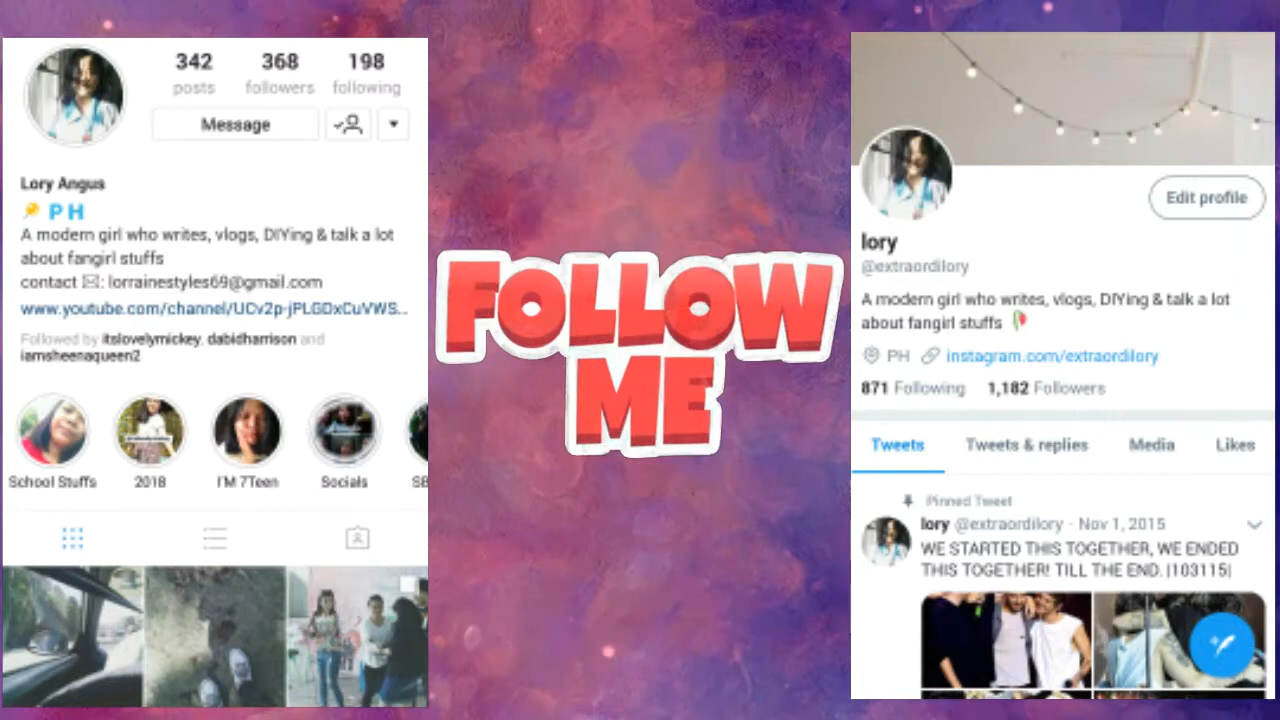 342 368 198
posts followers following
Message
Lory Angus
PH
A modern girl who writes, vlogs, DIYing & talk a lot
about fangirl stuffs
contact ✉: lorrainestyles69@gmail.com
www.youtube.com/channel/UCv2p-jPLGDxCuVWS...
Followed by itslovelymickey, dabidharrison and
iamsheenaqueen2
School Stuffs 2018 I'M 7Teen Socials SB
FOLLOW
ME
Edit profile
lory
@extraordilory
A modern girl who writes, vlogs, DIYing & talk a lot
about fangirl stuffs
PH instagram.com/extraordilory
871 Following 1,182 Followers
Tweets Tweets & replies Media Likes
Pinned Tweet
lory @extraordilory · Nov 1, 2015
WE STARTED THIS TOGETHER, WE ENDED
THIS TOGETHER! TILL THE END. |103115|